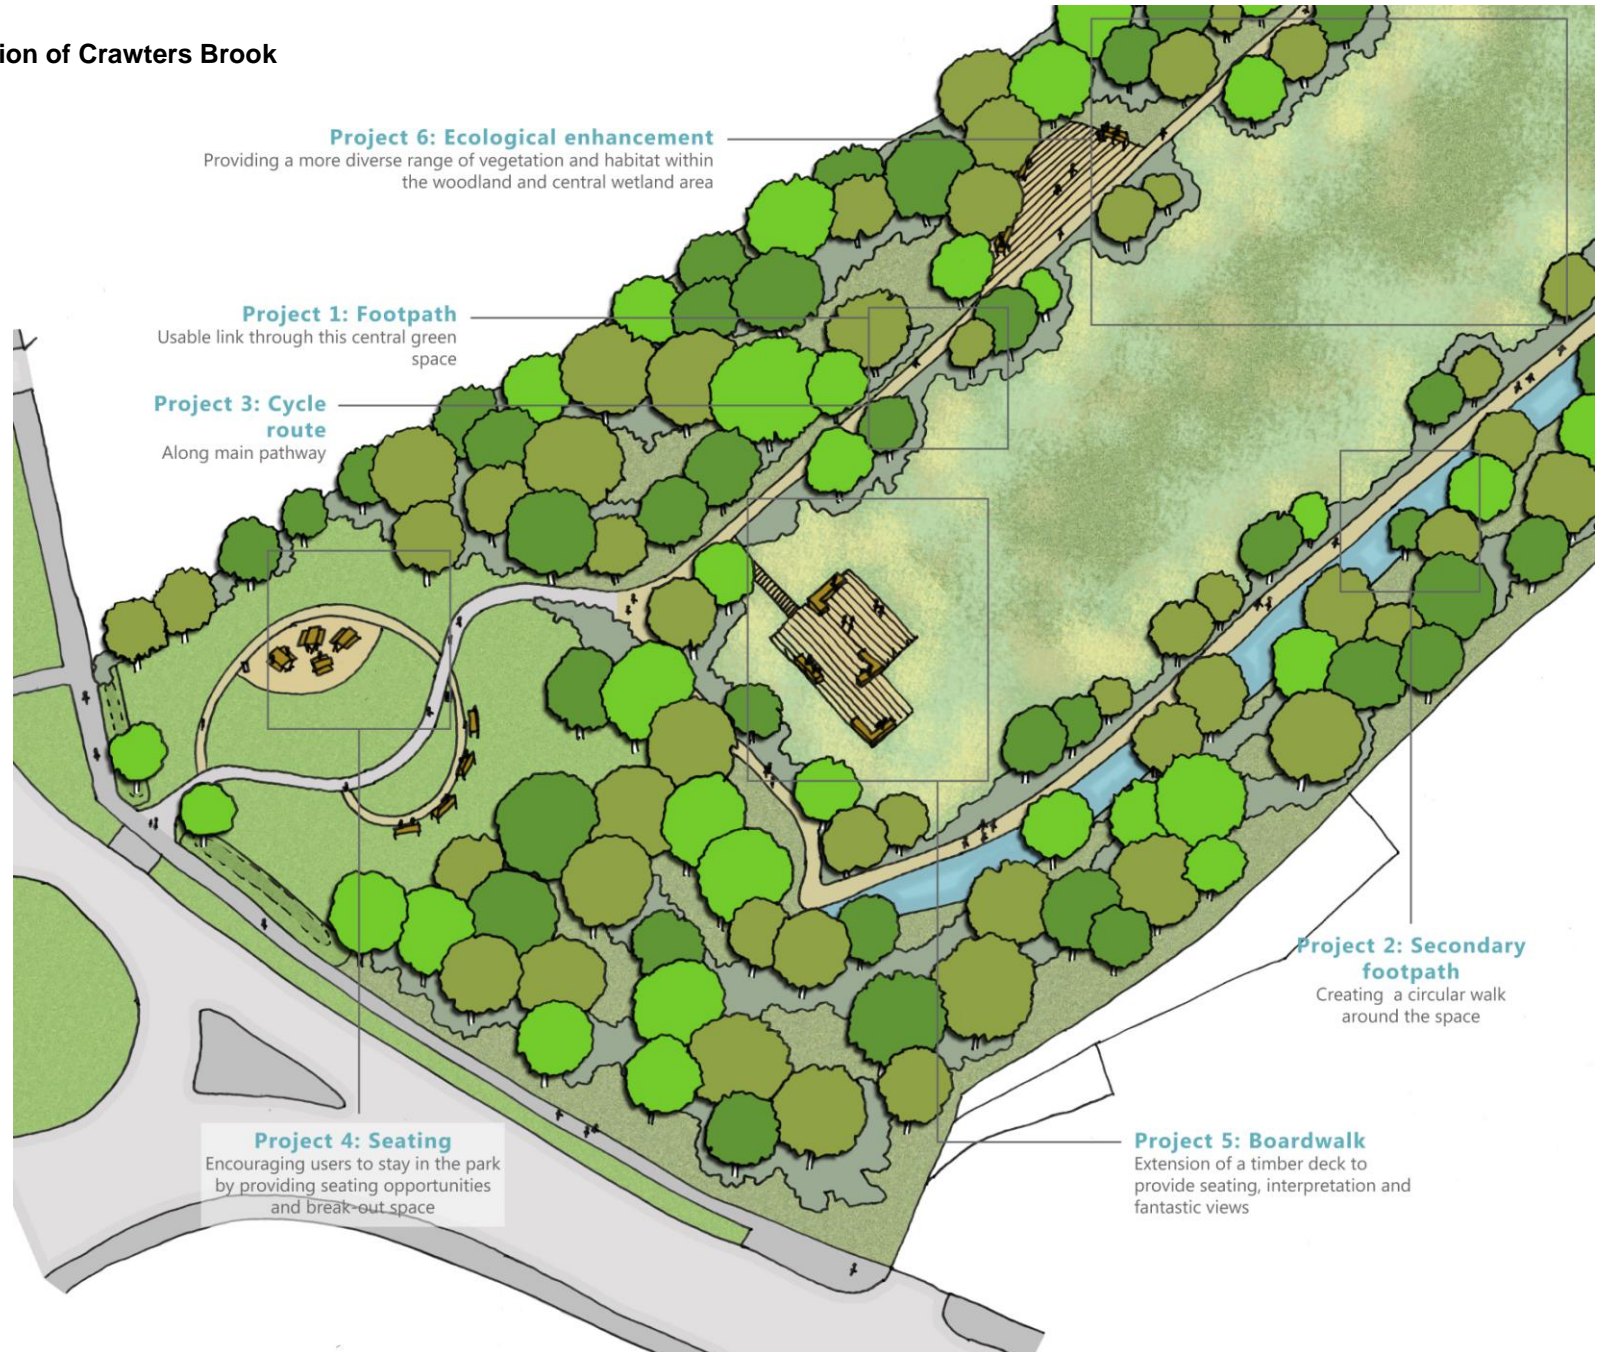 ion of Crawters Brook
Project 6: Ecological enhancement
Providing a more diverse range of vegetation and habitat within
the woodland and central wetland area
Project 1: Footpath
Usable link through this central green
space
Project 3: Cycle
route
Along main pathway
Project 2: Secondary
footpath
Creating a circular walk
around the space
Project 4: Seating
Encouraging users to stay in the park
by providing seating opportunities
and break-out space
Project 5: Boardwalk
Extension of a timber deck to
provide seating, interpretation and
fantastic views